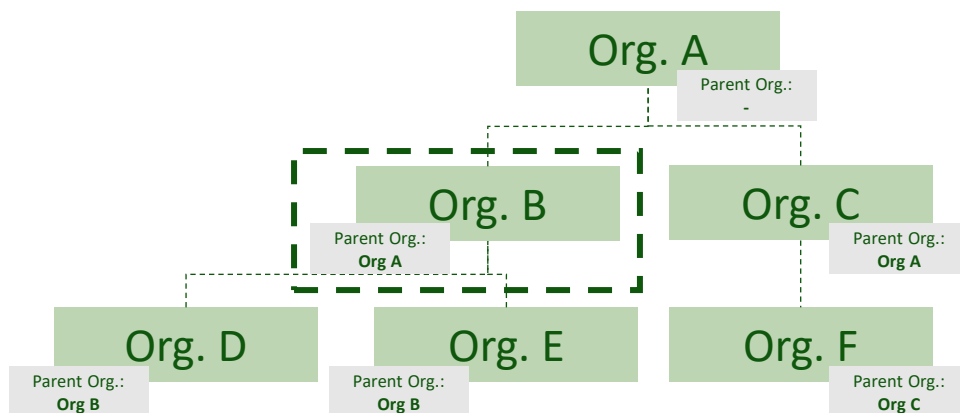 Org. A
Parent Org.:
-
Org. B
Parent Org.:
Org A
Org. C
Parent Org.:
Org A
Org. D
Parent Org.:
Org B
Org. E
Parent Org.:
Org B
Org. F
Parent Org.:
Org C